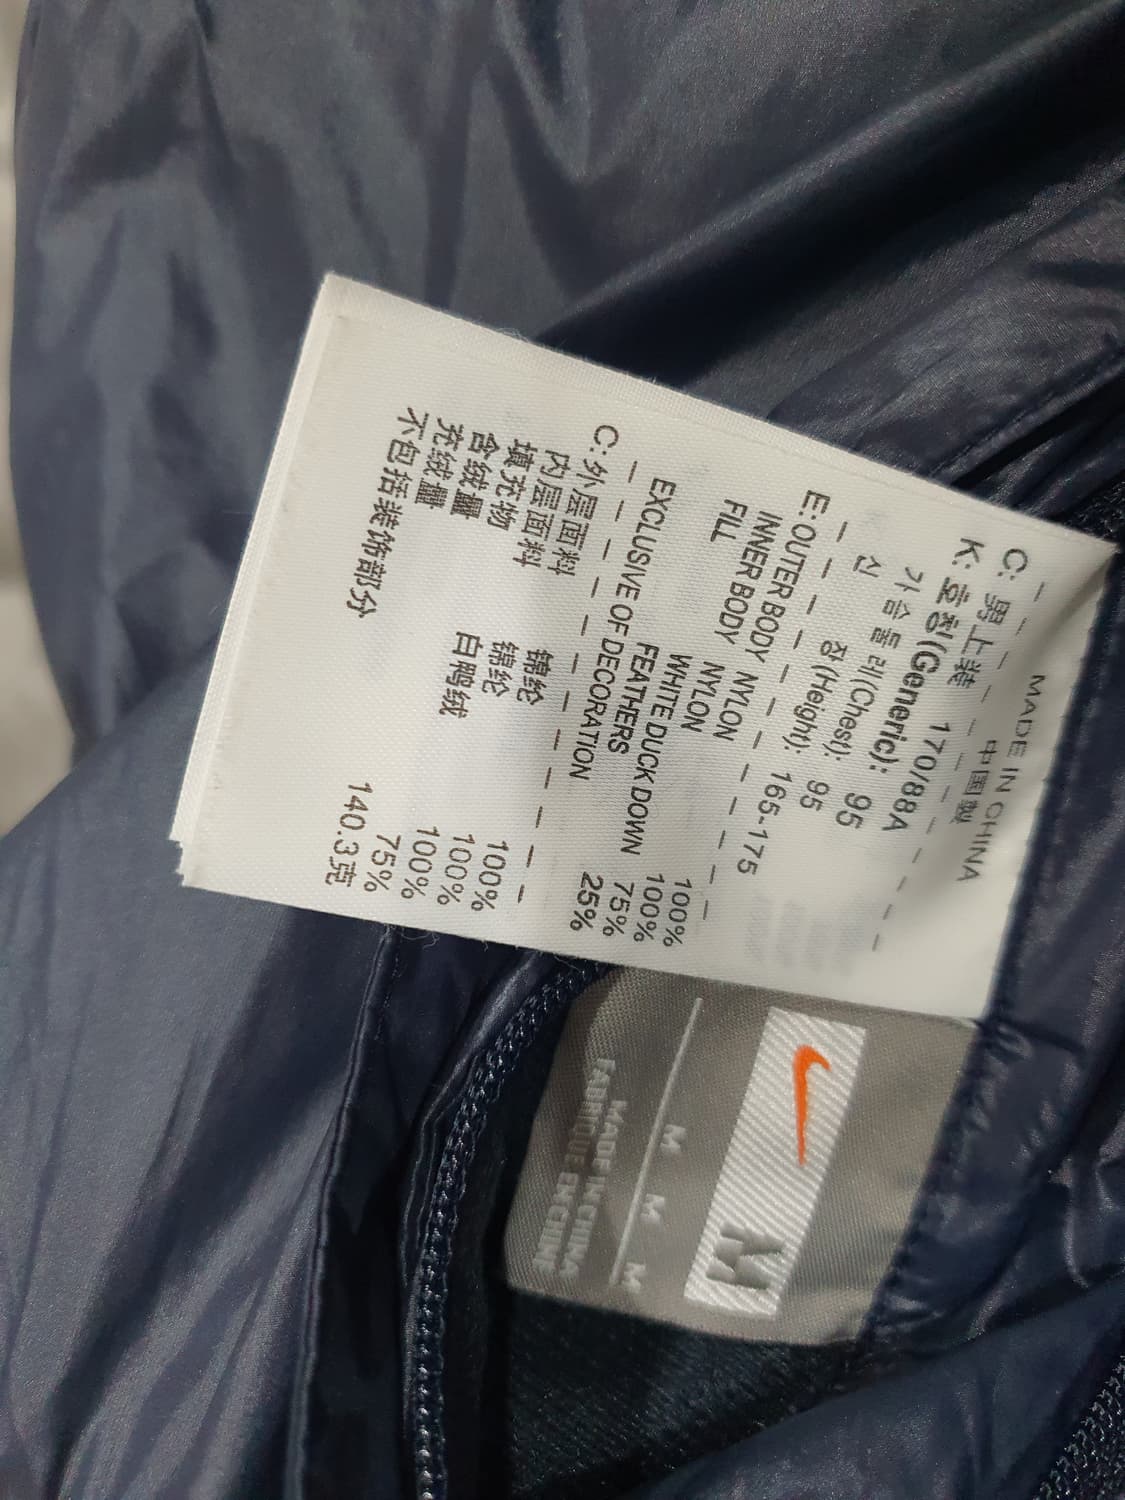 MADE IN CHINA
中国製
C: 男上装 170/88A
K: 호칭(Generic): 95
가슴둘레(Chest): 95
신 장(Height): 165-175
E: OUTER BODY NYLON 100%
INNER BODY NYLON 100%
FILL WHITE DUCK DOWN 75%
FEATHERS 25%
EXCLUSIVE OF DECORATION
C: 外层面料 锦纶 100%
内层面料 锦纶 100%
填充物 白鸭绒 100%
含绒量 75%
充绒量 140.3克
不包括装饰部分
M
M M M
MADE IN CHINA
FABRIQUE EN CHINE